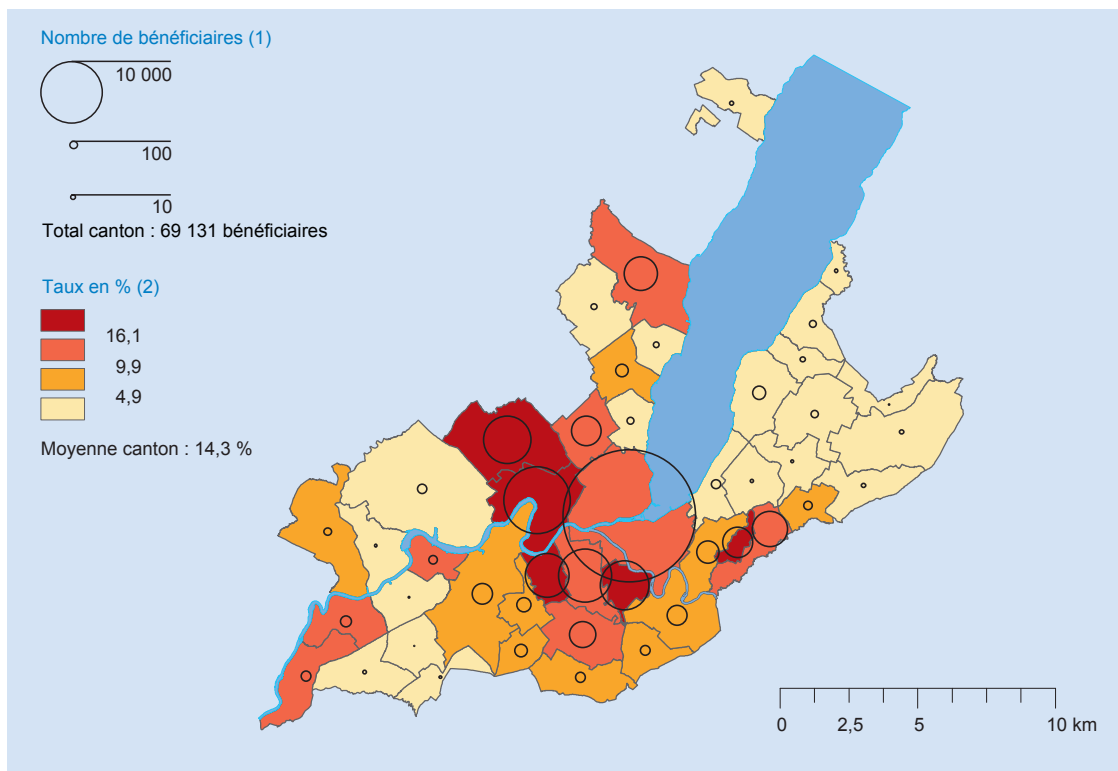 Nombre de bénéficiaires (1)
10 000
100
10
Total canton : 69 131 bénéficiaires
Taux en % (2)
16,1
9,9
4,9
Moyenne canton : 14,3 %
0 2,5 5 10 km